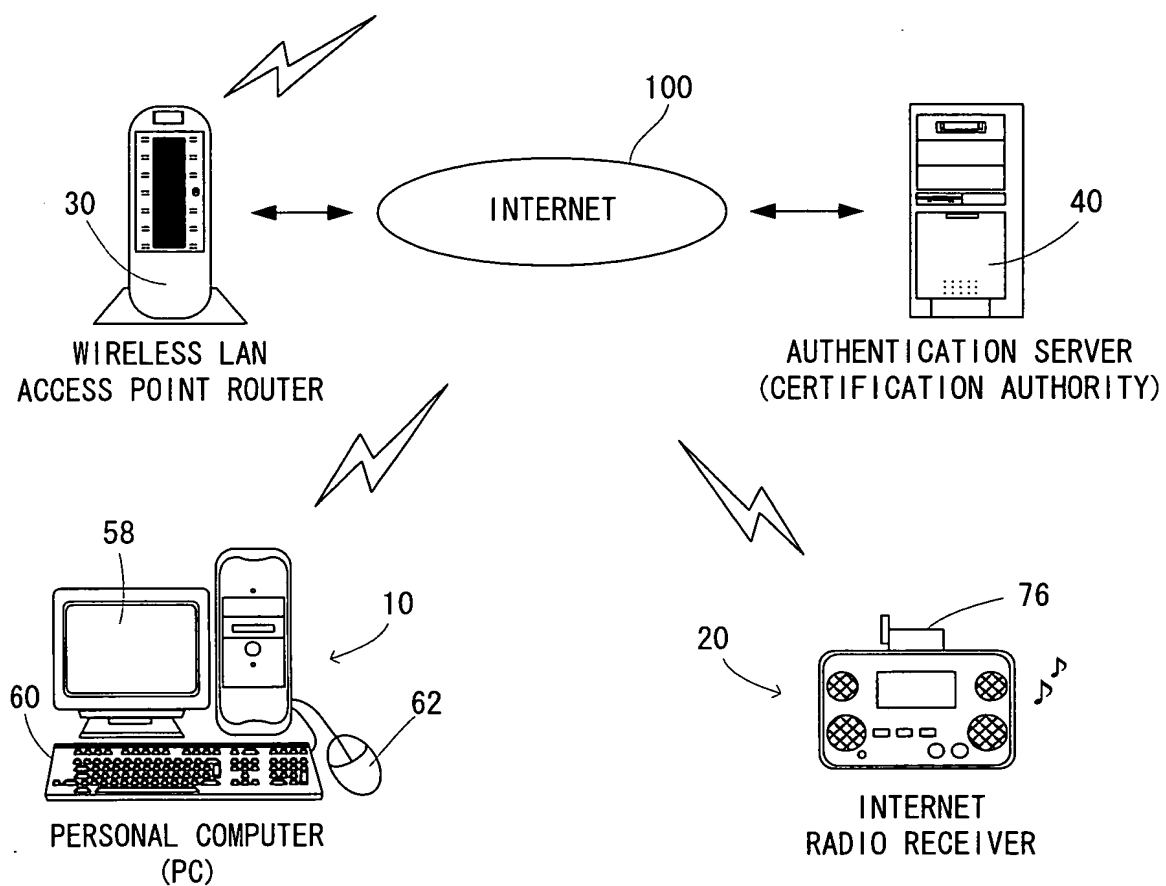 100
INTERNET
30
40
WIRELESS LAN
ACCESS POINT ROUTER
AUTHENTICATION SERVER
(CERTIFICATION AUTHORITY)
58
10
60
62
PERSONAL COMPUTER
(PC)
76
20
INTERNET
RADIO RECEIVER